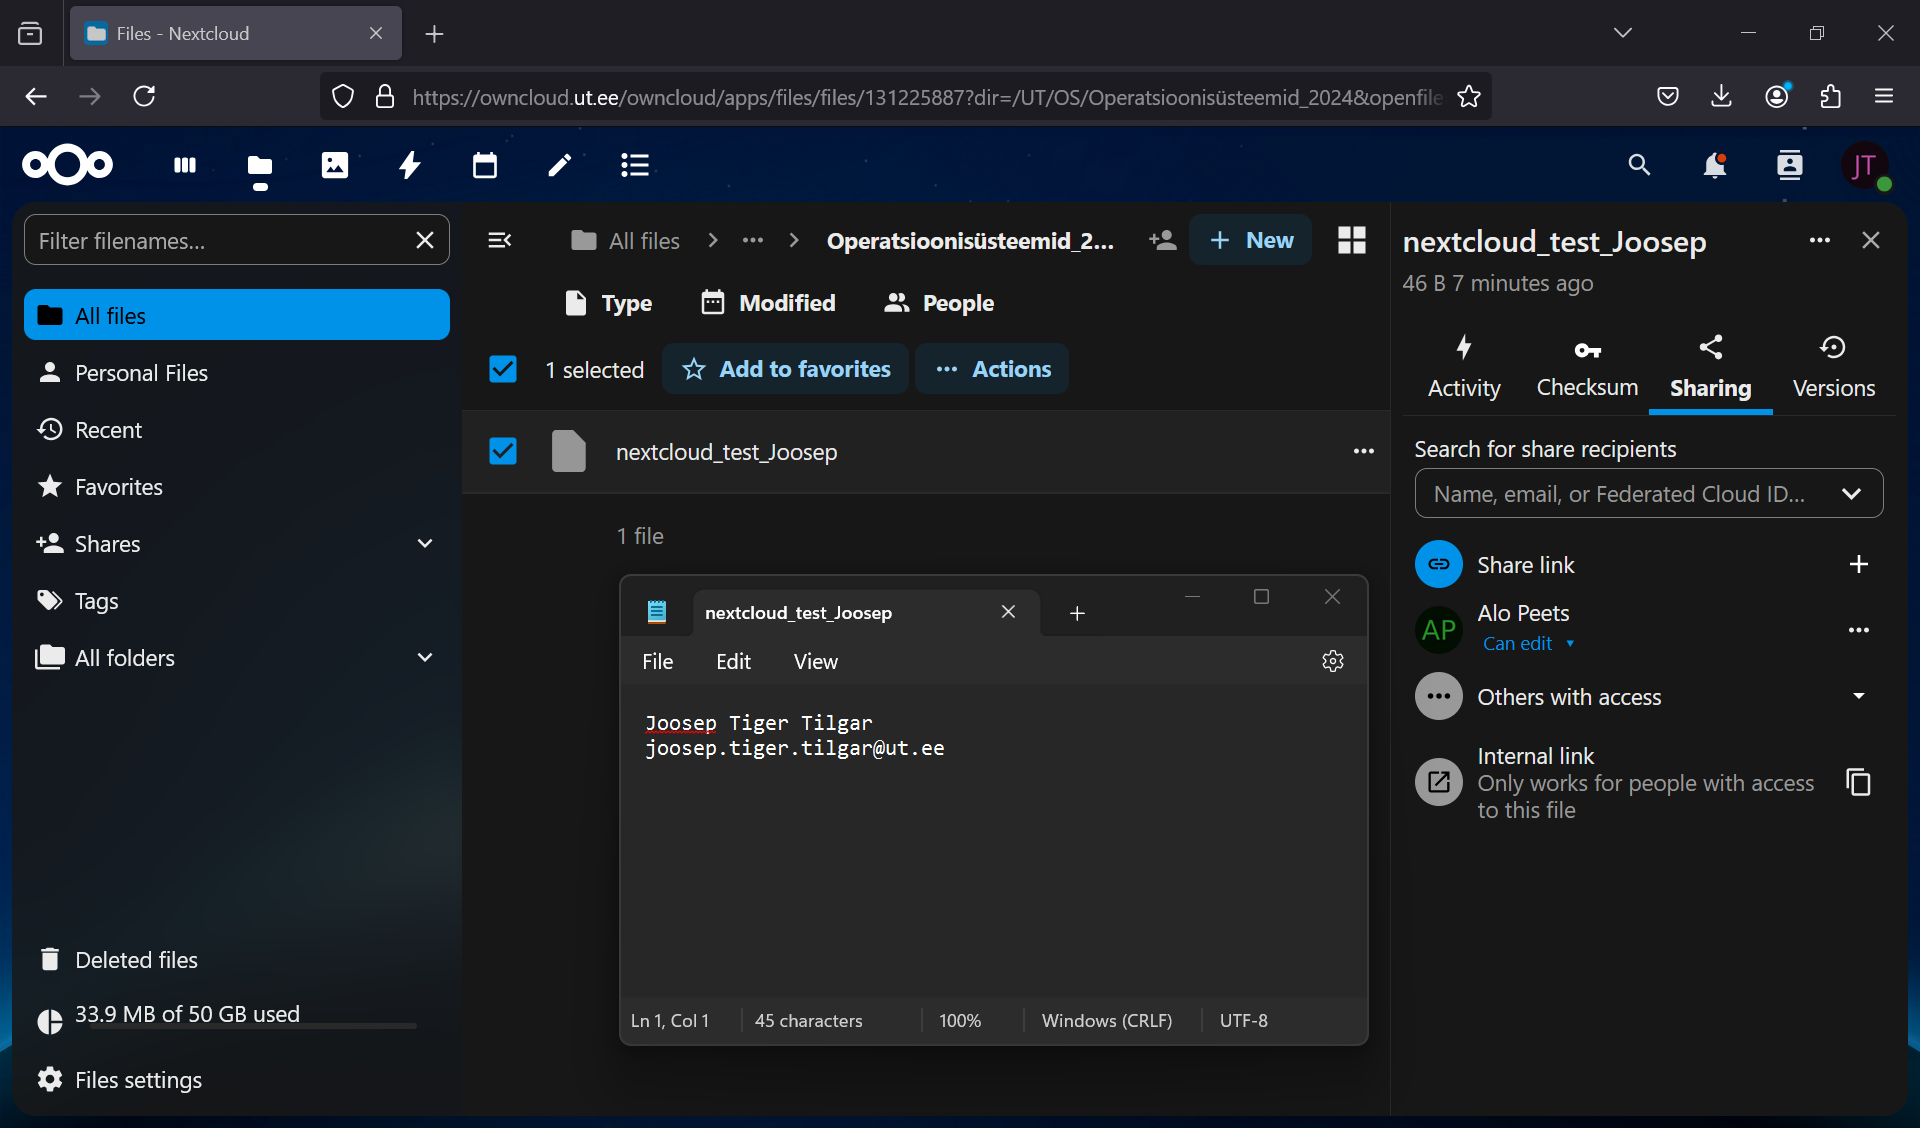 Files - Nextcloud
https://owncloud.ut.ee/owncloud/apps/files/files/131225887?dir=/UT/OS/Operatsioonisüsteemid_2024&openfile
JT
Filter filenames...
All files
Personal Files
Recent
Favorites
Shares
Tags
All folders
Deleted files
33.9 MB of 50 GB used
Files settings
All files
Operatsioonisüsteemid_2...
New
Type
Modified
People
1 selected
Add to favorites
Actions
nextcloud_test_Joosep
1 file
nextcloud_test_Joosep
File Edit View
Joosep Tiger Tilgar
joosep.tiger.tilgar@ut.ee
Ln 1, Col 1
45 characters
100%
Windows (CRLF)
UTF-8
nextcloud_test_Joosep
46 B 7 minutes ago
Activity
Checksum
Sharing
Versions
Search for share recipients
Name, email, or Federated Cloud ID...
Share link
AP
Alo Peets
Can edit
Others with access
Internal link
Only works for people with access
to this file